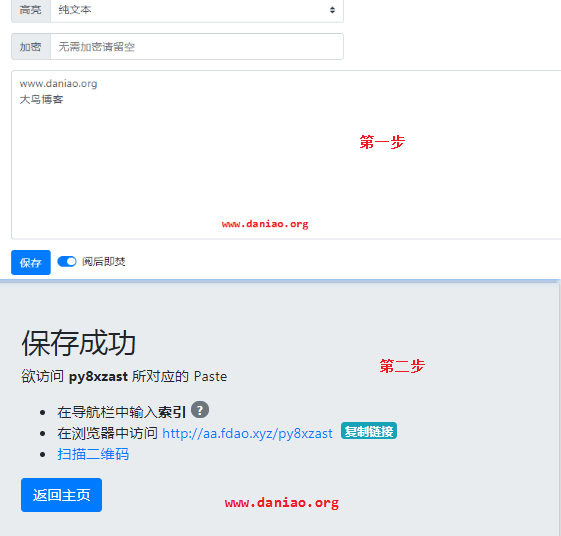 高亮 纯文本
加密 无需加密请留空
www.daniao.org
大鸟博客
第一步
www.daniao.org
保存 阅后即焚
保存成功
第二步
欲访问 py8xzast 所对应的 Paste
在导航栏中输入索引 ?
在浏览器中访问 http://aa.fdao.xyz/py8xzast 复制链接
扫描二维码
返回主页
www.daniao.org